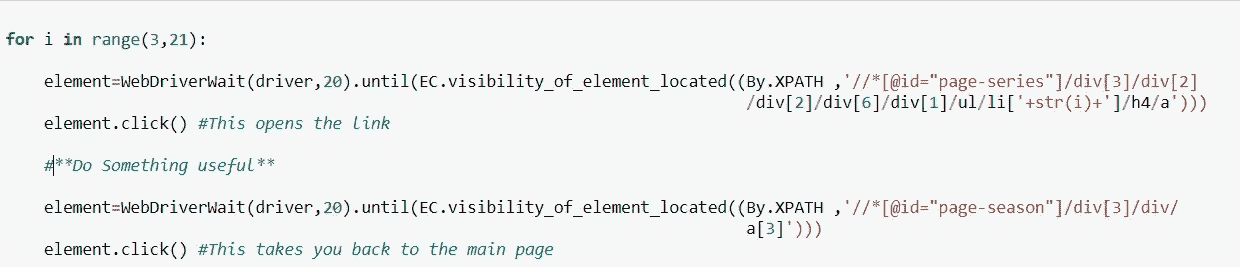 for i in range(3,21):
element=WebDriverWait(driver,20).until(EC.visibility_of_element_located((By.XPATH ,'//*[@id="page-series"]/div[3]/div[2]
/div[2]/div[6]/div[1]/ul/li['+str(i)+']/h4/a')))
element.click() #This opens the link
#**Do Something useful**
element=WebDriverWait(driver,20).until(EC.visibility_of_element_located((By.XPATH ,'//*[@id="page-season"]/div[3]/div/
a[3]')))
element.click() #This takes you back to the main page